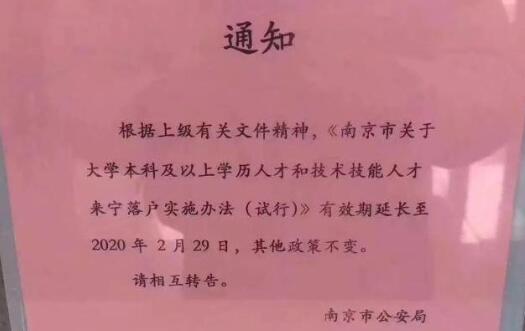 通知
根据上级有关文件精神，《南京市关于
大学本科及以上学历人才和技术技能人才
来宁落户实施办法（试行）》有效期延长至
2020 年 2 月 29 日，其他政策不变。
请相互转告。
南京市公安局